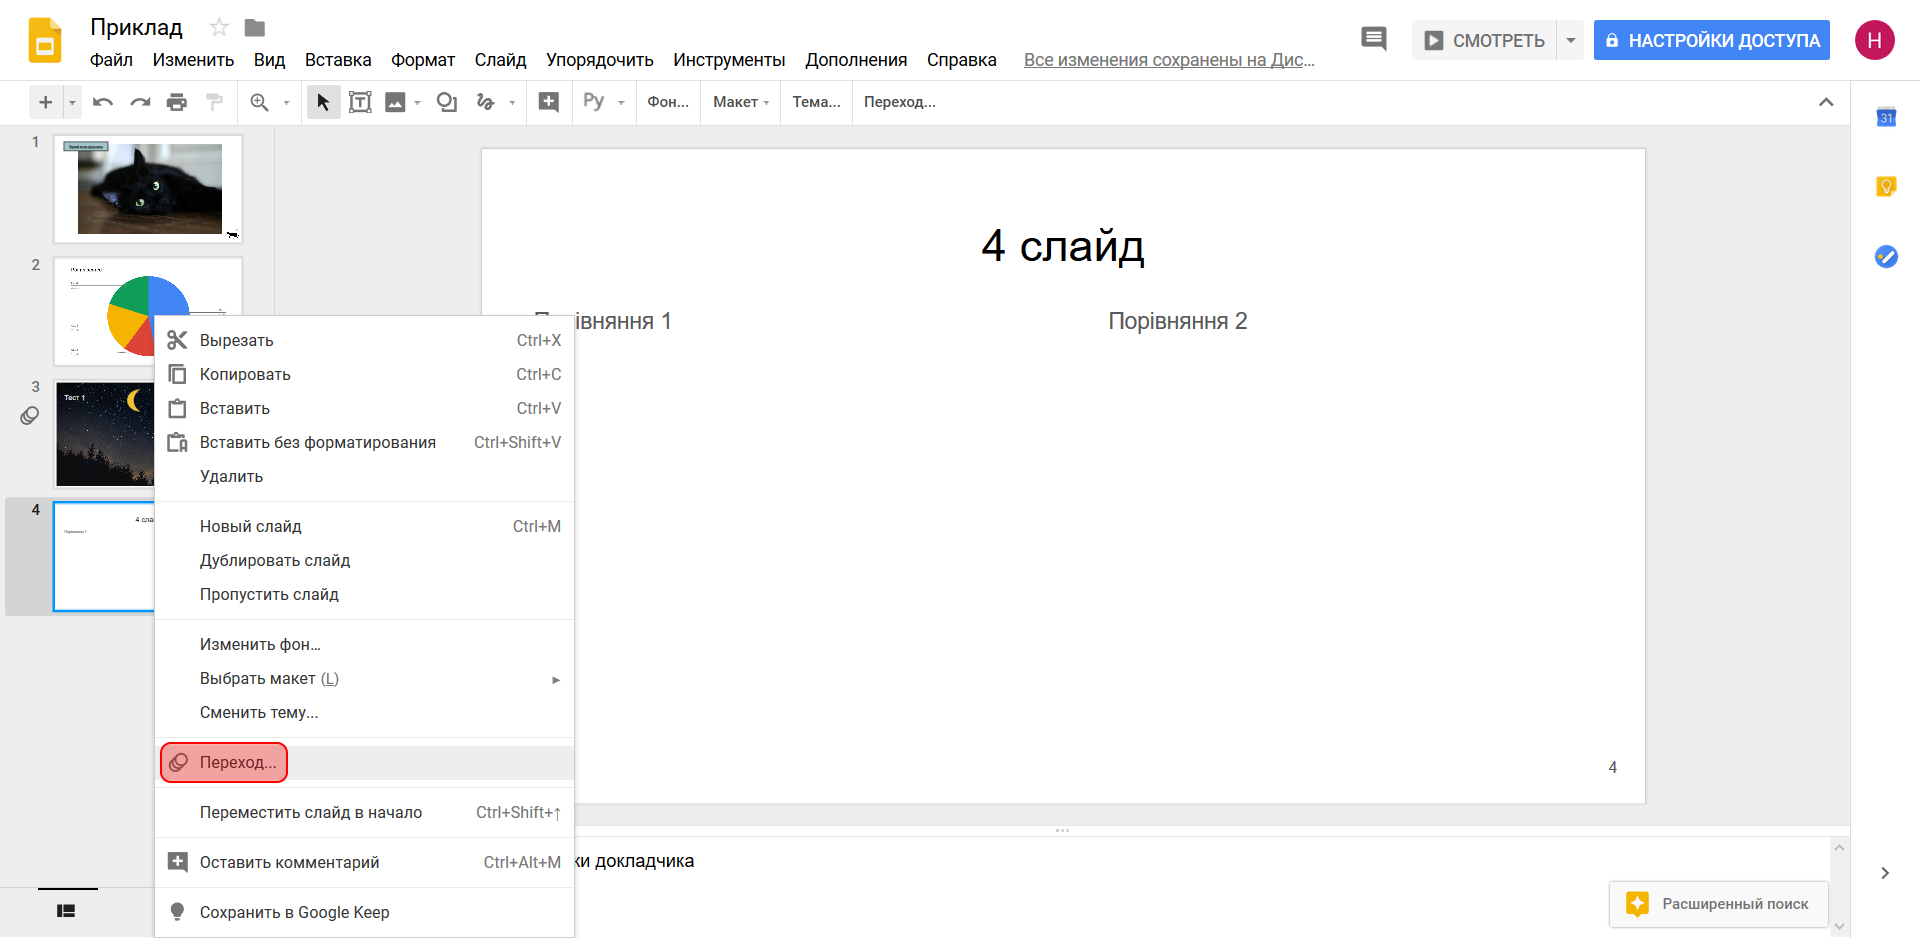 Приклад
Файл Изменить Вид Вставка Формат Слайд Упорядочить Инструменты Дополнения Справка Все изменения сохранены на Дис...
СМОТРЕТЬ
НАСТРОЙКИ ДОСТУПА
Н
Py Фон... Макет Тема... Переход...
31
1
2
3
Тест 1
4
4 сла
4 слайд
івняння 1
Порівняння 2
4
Вырезать Ctrl+X
Копировать Ctrl+C
Вставить Ctrl+V
Вставить без форматирования Ctrl+Shift+V
Удалить
Новый слайд Ctrl+M
Дублировать слайд
Пропустить слайд
Изменить фон...
Выбрать макет (L)
Сменить тему...
Переход...
Переместить слайд в начало Ctrl+Shift+↑
Оставить комментарий Ctrl+Alt+M
Сохранить в Google Keep
ки докладчика
Расширенный поиск